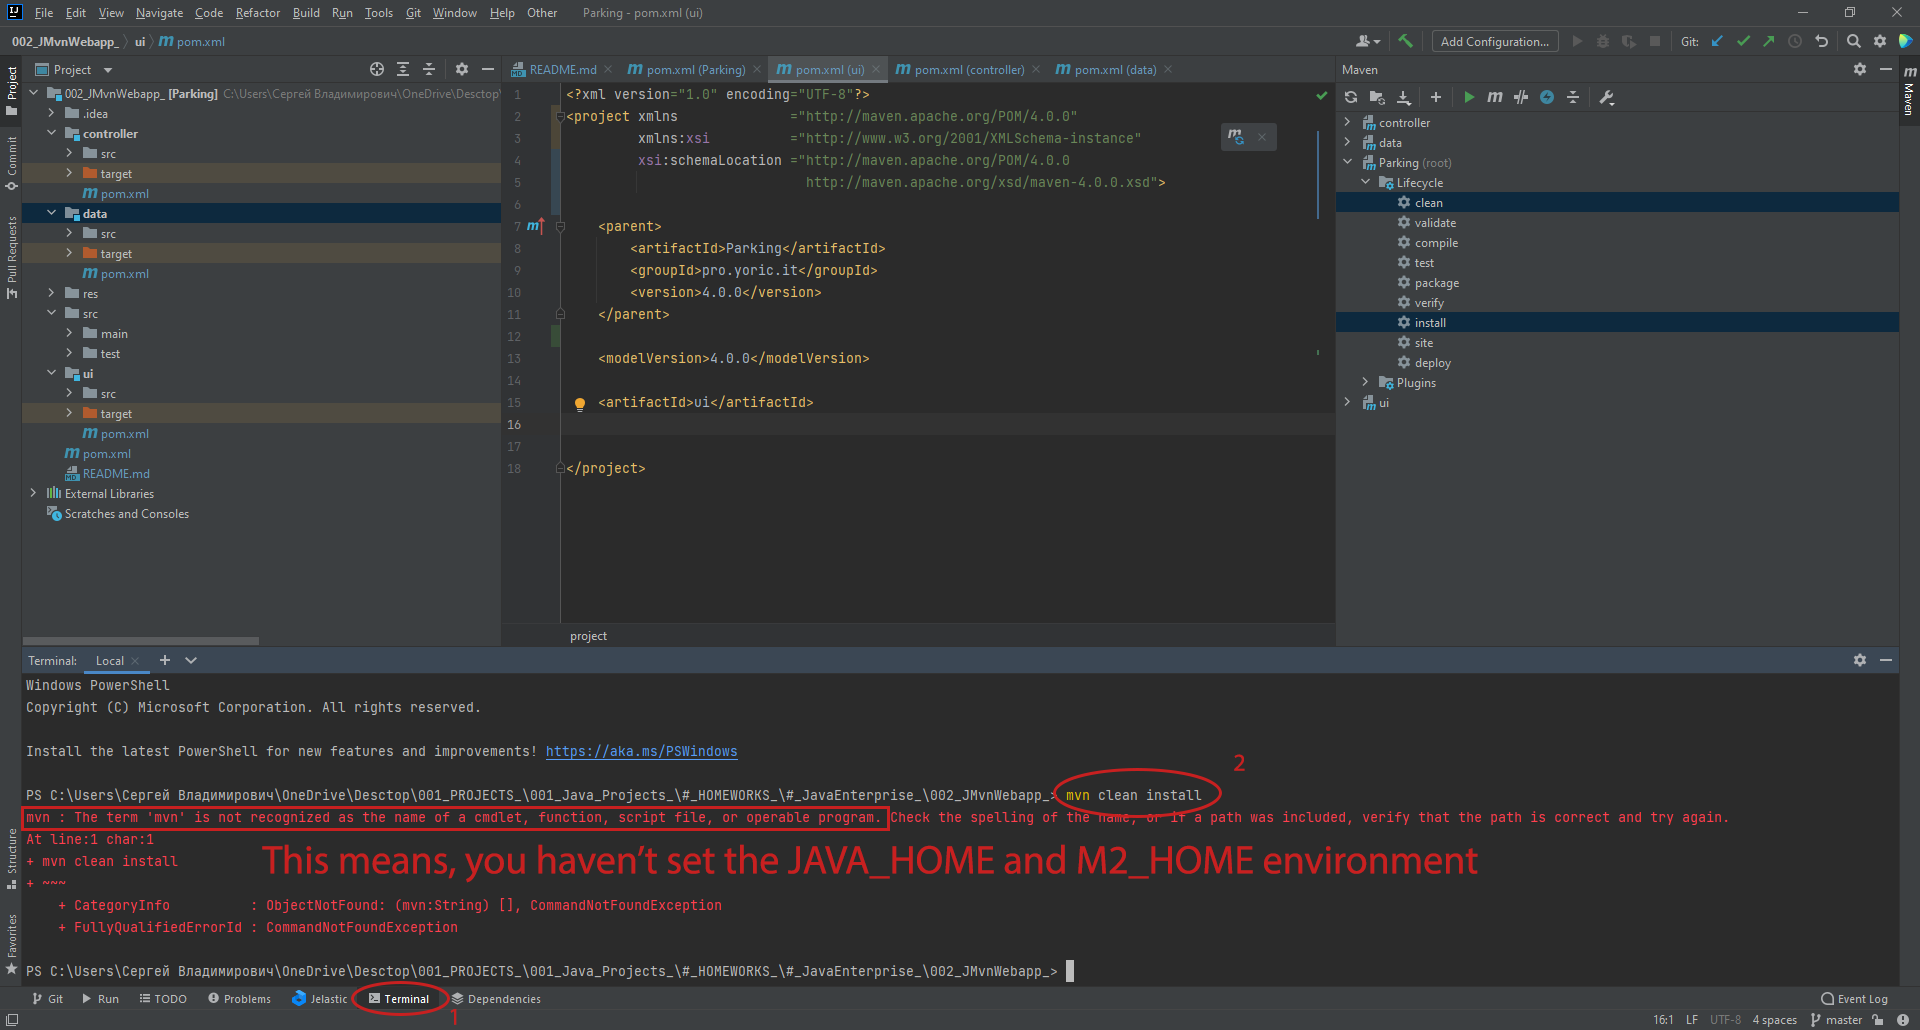 File Edit View Navigate Code Refactor Build Run Tools Git Window Help Other Parking - pom.xml (ui)
002_JMvnWebapp_ ui pom.xml Add Configuration... Git:
Project
README.md pom.xml (Parking) pom.xml (ui) pom.xml (controller) pom.xml (data)
Maven
Project
Commit
Pull Requests
Structure
Favorites
Maven
002_JMvnWebapp_ [Parking] C:\Users\Сергей Владимирович\OneDrive\Desctop\
.idea
controller
src
target
pom.xml
data
src
target
pom.xml
res
src
main
test
ui
src
target
pom.xml
pom.xml
README.md
External Libraries
Scratches and Consoles
1 <?xml version="1.0" encoding="UTF-8"?>
2 <project xmlns ="http://maven.apache.org/POM/4.0.0"
3 xmlns:xsi ="http://www.w3.org/2001/XMLSchema-instance"
4 xsi:schemaLocation ="http://maven.apache.org/POM/4.0.0
5 http://maven.apache.org/xsd/maven-4.0.0.xsd">
6
7 <parent>
8 <artifactId>Parking</artifactId>
9 <groupId>pro.yoric.it</groupId>
10 <version>4.0.0</version>
11 </parent>
12
13 <modelVersion>4.0.0</modelVersion>
14
15 <artifactId>ui</artifactId>
16
17
18 </project>
project
controller
data
Parking (root)
Lifecycle
clean
validate
compile
test
package
verify
install
site
deploy
Plugins
ui
Terminal: Local
Windows PowerShell
Copyright (C) Microsoft Corporation. All rights reserved.
Install the latest PowerShell for new features and improvements! https://aka.ms/PSWindows
2
PS C:\Users\Сергей Владимирович\OneDrive\Desctop\001_PROJECTS_\001_Java_Projects_\#_HOMEWORKS_\#_JavaEnterprise_\002_JMvnWebapp_> mvn clean install
mvn : The term 'mvn' is not recognized as the name of a cmdlet, function, script file, or operable program. Check the spelling of the name, or if a path was included, verify that the path is correct and try again.
At line:1 char:1
+ mvn clean install
This means, you haven't set the JAVA_HOME and M2_HOME environment
+ ~~~
+ CategoryInfo : ObjectNotFound: (mvn:String) [], CommandNotFoundException
+ FullyQualifiedErrorId : CommandNotFoundException
PS C:\Users\Сергей Владимирович\OneDrive\Desctop\001_PROJECTS_\001_Java_Projects_\#_HOMEWORKS_\#_JavaEnterprise_\002_JMvnWebapp_>
Git Run TODO Problems Jelastic Terminal Dependencies Event Log
1
16:1 LF UTF-8 4 spaces master